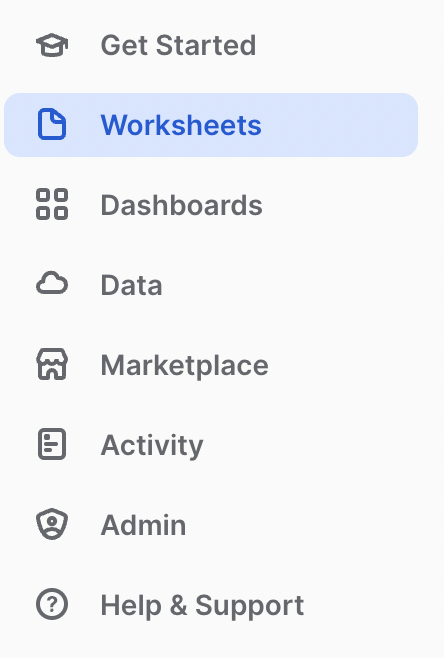 Get Started
Worksheets
Dashboards
Data
Marketplace
Activity
Admin
Help & Support